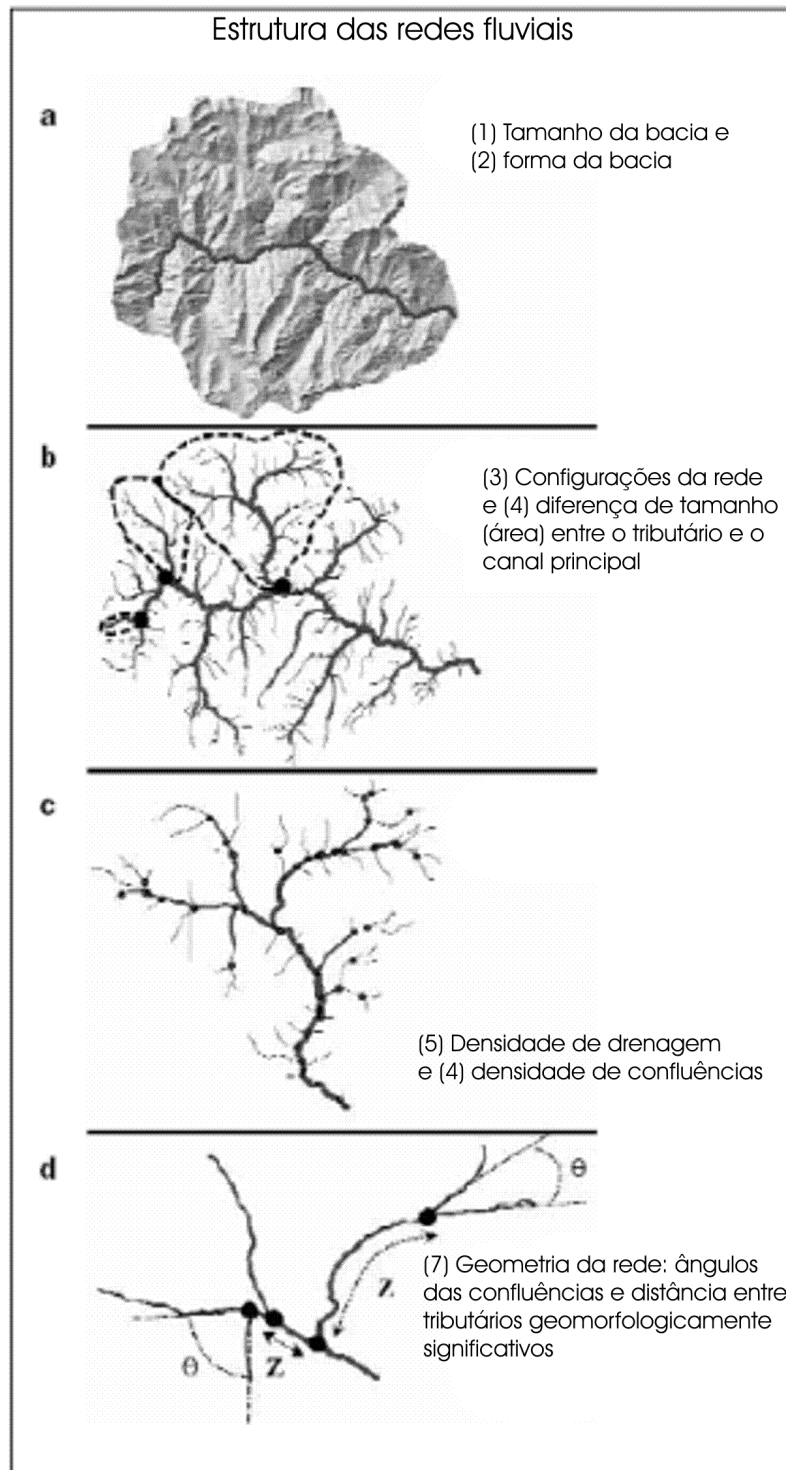 Estrutura das redes fluviais
a
(1) Tamanho da bacia e
(2) forma da bacia
b
(3) Configurações da rede
e (4) diferença de tamanho
(área) entre o tributário e o
canal principal
c
(5) Densidade de drenagem
e (4) densidade de confluências
d
θ
(7) Geometria da rede: ângulos
das confluências e distância entre
tributários geomorfologicamente
significativos
Z
θ
Z